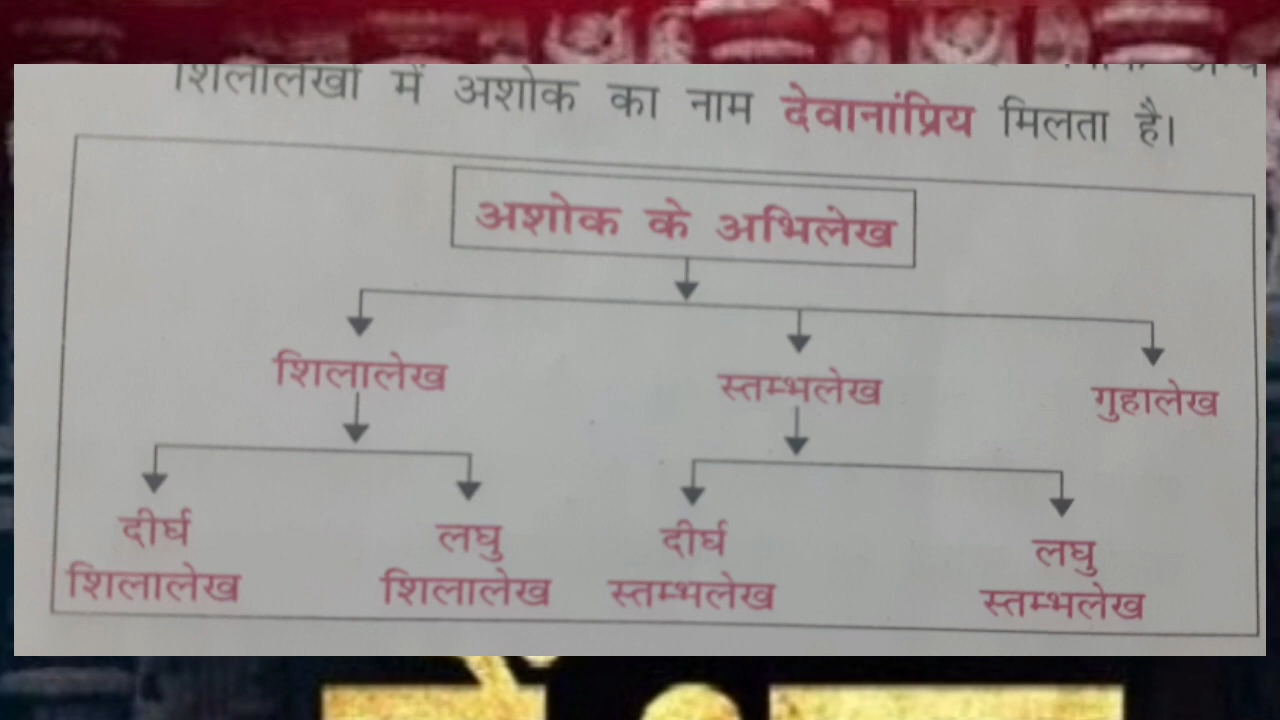 शिलालेखों में अशोक का नाम देवानांप्रिय मिलता है।
अशोक के अभिलेख
शिलालेख स्तम्भलेख गुहालेख
दीर्घ लघु दीर्घ लघु
शिलालेख शिलालेख स्तम्भलेख स्तम्भलेख